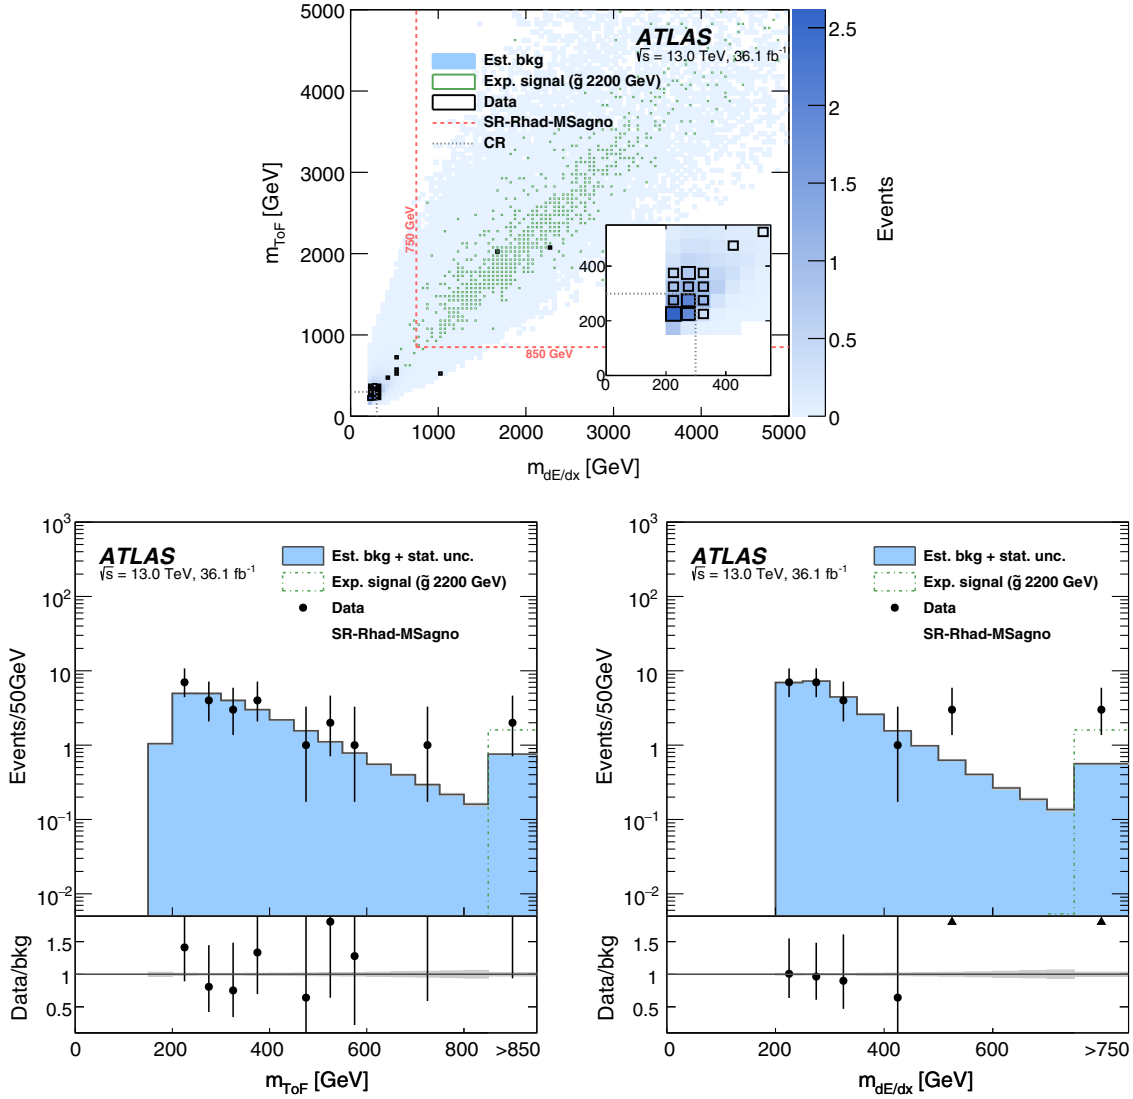 5000
4000
3000
2000
1000
0
m_ToF [GeV]
ATLAS
√s = 13.0 TeV, 36.1 fb⁻¹
Est. bkg
Exp. signal (g̃ 2200 GeV)
Data
SR-Rhad-MSagno
CR
750 GeV
850 GeV
400
200
0
0 200 400
0 1000 2000 3000 4000 5000
m_dE/dx [GeV]
2.5
2
1.5
1
0.5
0
Events
10³
10²
10
1
10⁻¹
10⁻²
Events/50GeV
ATLAS
√s = 13.0 TeV, 36.1 fb⁻¹
Est. bkg + stat. unc.
Exp. signal (g̃ 2200 GeV)
Data
SR-Rhad-MSagno
1.5
1
0.5
Data/bkg
0 200 400 600 800 >850
m_ToF [GeV]
10³
10²
10
1
10⁻¹
10⁻²
Events/50GeV
ATLAS
√s = 13.0 TeV, 36.1 fb⁻¹
Est. bkg + stat. unc.
Exp. signal (g̃ 2200 GeV)
Data
SR-Rhad-MSagno
1.5
1
0.5
Data/bkg
0 200 400 600 >750
m_dE/dx [GeV]